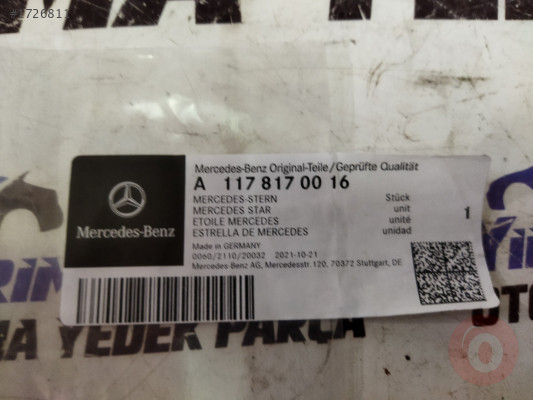 Mercedes-Benz
Mercedes-Benz Original-Teile/Geprüfte Qualität
A 117 817 00 16
MERCEDES-STERN Stück
MERCEDES STAR unit
ETOILE MERCEDES unité
ESTRELLA DE MERCEDES unidad
1
Made in GERMANY
0060/2110/20032 2021-10-21
Mercedes-Benz AG, Mercedesstr. 120, 70372 Stuttgart, DE
YEDEK PARÇA
OTO